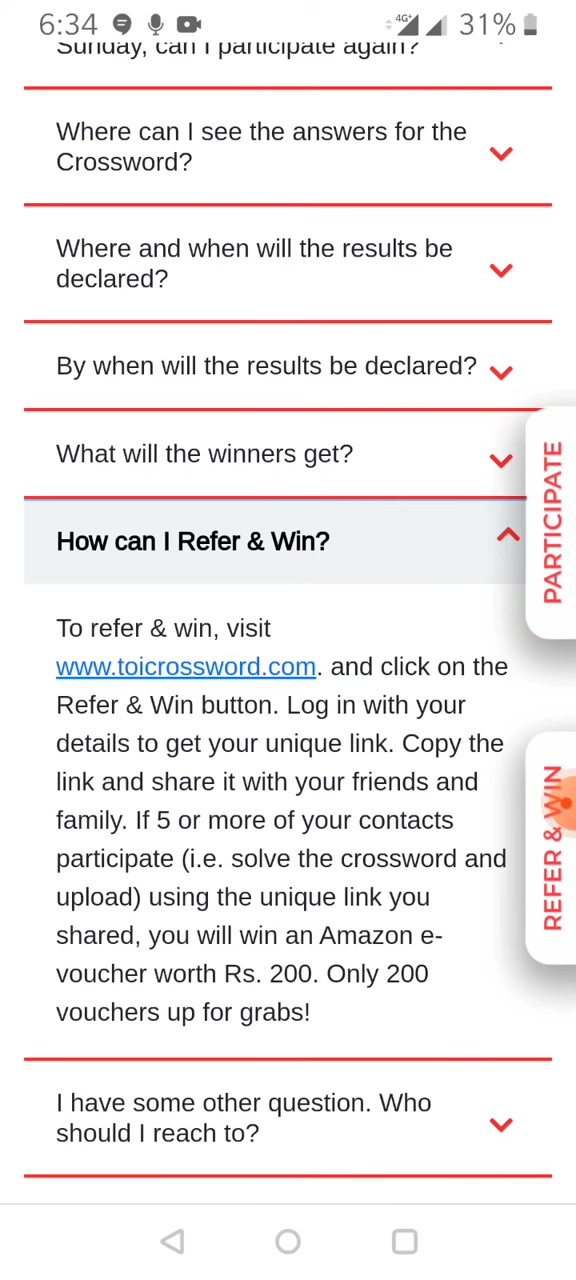 6:34 4G+ 31%
Sunday, can I participate again?
Where can I see the answers for the
Crossword?
Where and when will the results be
declared?
By when will the results be declared?
What will the winners get?
PARTICIPATE
How can I Refer & Win?
To refer & win, visit
www.toicrossword.com. and click on the
Refer & Win button. Log in with your
details to get your unique link. Copy the
link and share it with your friends and
family. If 5 or more of your contacts
participate (i.e. solve the crossword and
upload) using the unique link you
shared, you will win an Amazon e-
voucher worth Rs. 200. Only 200
vouchers up for grabs!
REFER & WIN
I have some other question. Who
should I reach to?